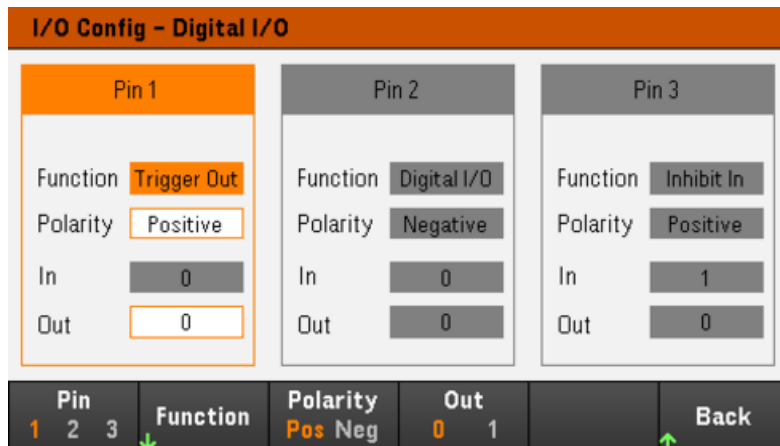 I/O Config - Digital I/O
Pin 1
Function Trigger Out
Polarity Positive
In 0
Out 0
Pin 2
Function Digital I/O
Polarity Negative
In 0
Out 0
Pin 3
Function Inhibit In
Polarity Positive
In 1
Out 0
Pin
1 2 3
Function
Polarity
Pos Neg
Out
0 1
Back